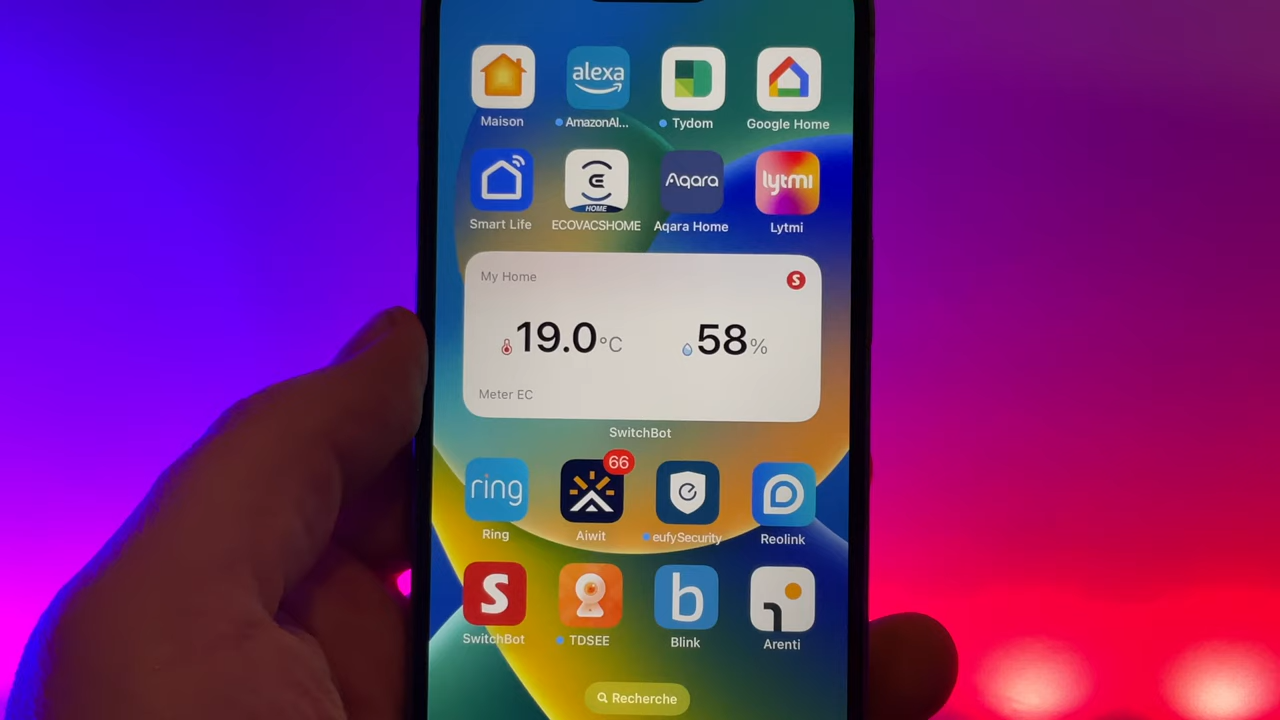 alexa
Maison
AmazonAl...
Tydom
Google Home
HOME
Aqara
lytmi
Smart Life
ECOVACSHOME
Aqara Home
Lytmi
My Home
S
19.0°C
58%
Meter EC
SwitchBot
66
ring
Ring
Aiwit
eufySecurity
Reolink
S
b
SwitchBot
TDSEE
Blink
Arenti
Recherche